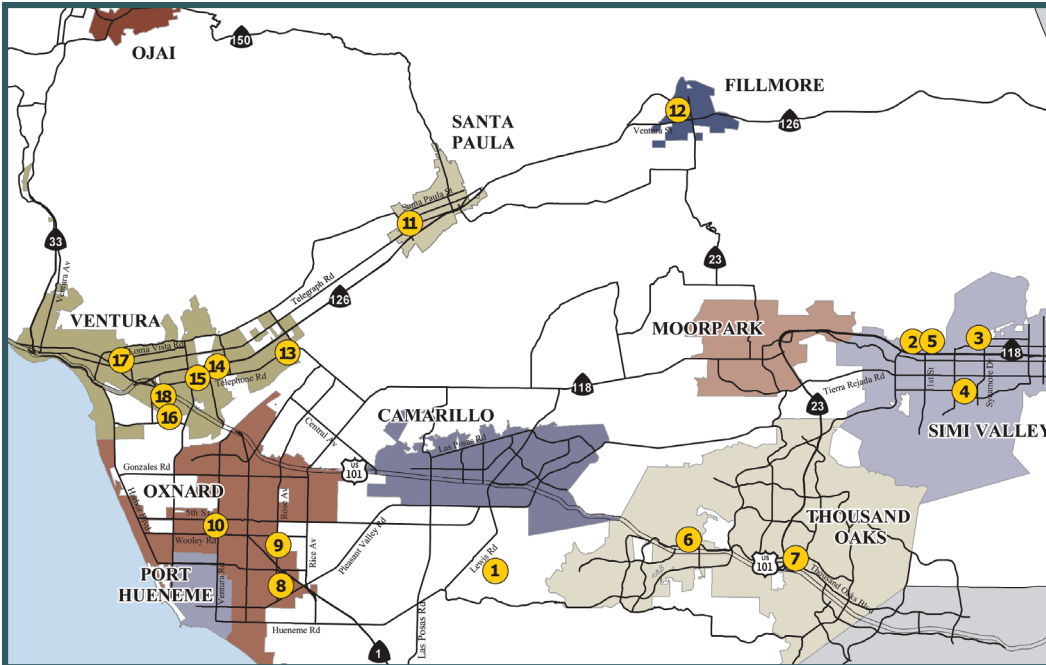 OJAI
150
FILLMORE
12
126
Ventura St
SANTA
PAULA
Santa Paula St
11
33
Ventura Av
23
Telegraph Rd
126
VENTURA
MOORPARK
Loma Vista Rd
17
13
14
15
Telephone Rd
18
16
2
5
3
118
1st St
Sycamore Dr
4
SIMI VALLEY
118
Tierra Rejada Rd
23
CAMARILLO
Las Posas Rd
Central Av
US
101
Gonzales Rd
OXNARD
Harbor Blvd
Rose Av
5th St
10
Wooley Rd
9
Rice Av
Pleasant Valley Rd
Lewis Rd
1
THOUSAND
OAKS
6
US
101
7
Thousand Oaks Blvd
PORT
HUENEME
Ventura Rd
8
Hueneme Rd
Las Posas Rd
1